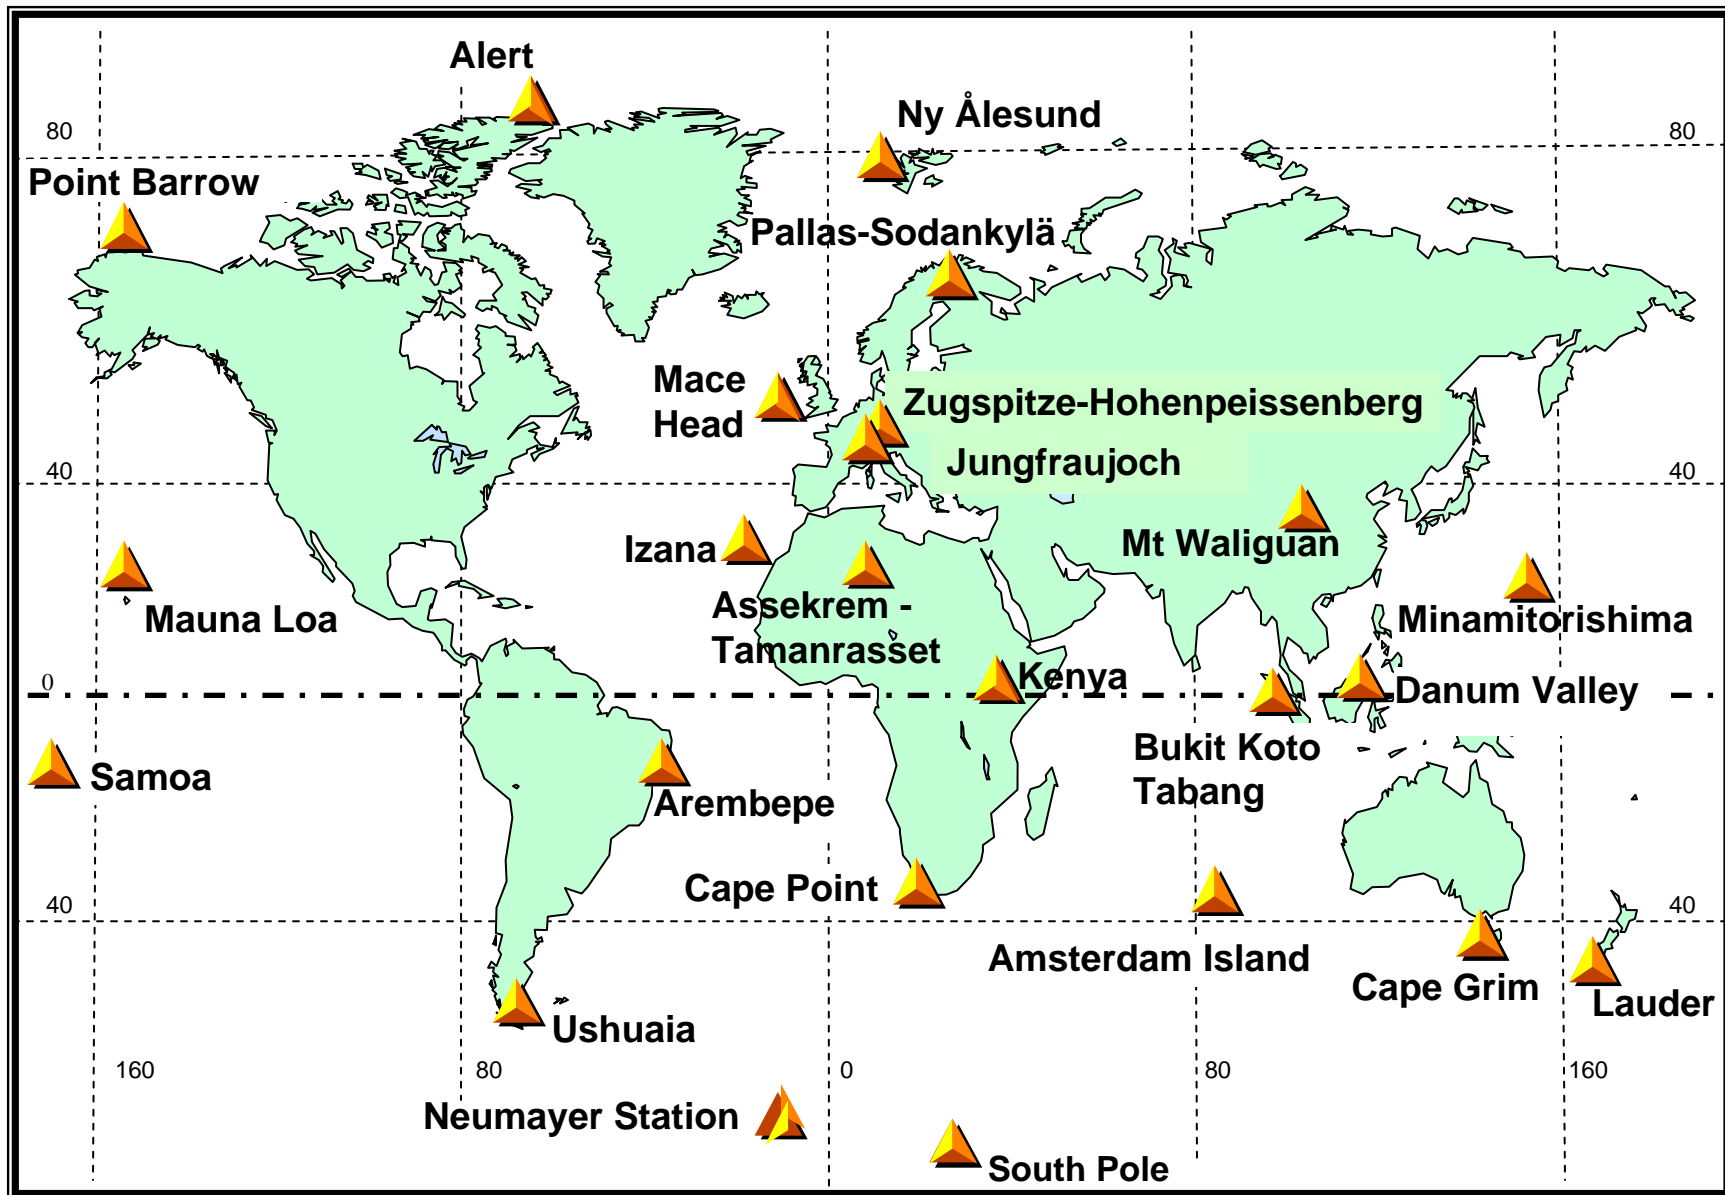 Alert
Ny Ålesund
80
80
Point Barrow
Pallas-Sodankylä
Mace
Head
Zugspitze-Hohenpeissenberg
Jungfraujoch
40
40
Izana
Mt Waliguan
Mauna Loa
Assekrem -
Tamanrasset
Minamitorishima
Kenya
0
Danum Valley
Bukit Koto
Tabang
Samoa
Arembepe
Cape Point
40
40
Amsterdam Island
Cape Grim
Lauder
Ushuaia
160
80
0
80
160
Neumayer Station
South Pole